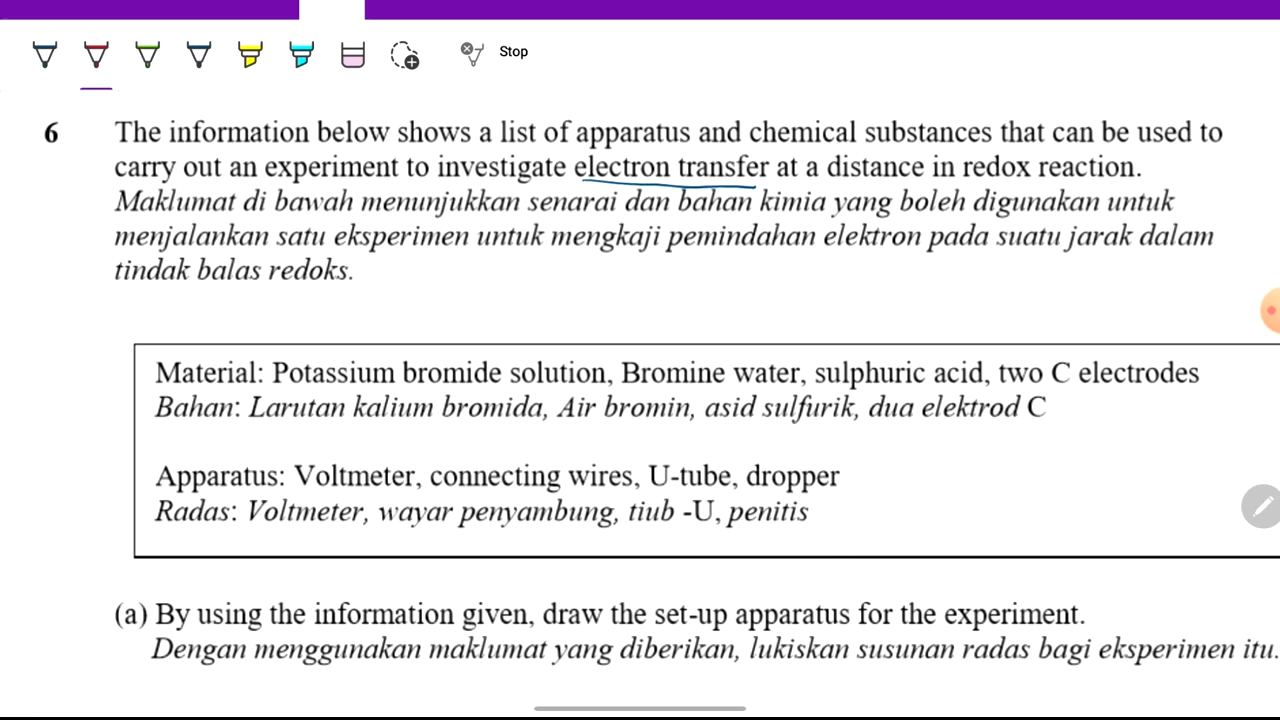 Stop
6 The information below shows a list of apparatus and chemical substances that can be used to
carry out an experiment to investigate electron transfer at a distance in redox reaction.
Maklumat di bawah menunjukkan senarai dan bahan kimia yang boleh digunakan untuk
menjalankan satu eksperimen untuk mengkaji pemindahan elektron pada suatu jarak dalam
tindak balas redoks.
Material: Potassium bromide solution, Bromine water, sulphuric acid, two C electrodes
Bahan: Larutan kalium bromida, Air bromin, asid sulfurik, dua elektrod C
Apparatus: Voltmeter, connecting wires, U-tube, dropper
Radas: Voltmeter, wayar penyambung, tiub -U, penitis
(a) By using the information given, draw the set-up apparatus for the experiment.
Dengan menggunakan maklumat yang diberikan, lukiskan susunan radas bagi eksperimen itu.